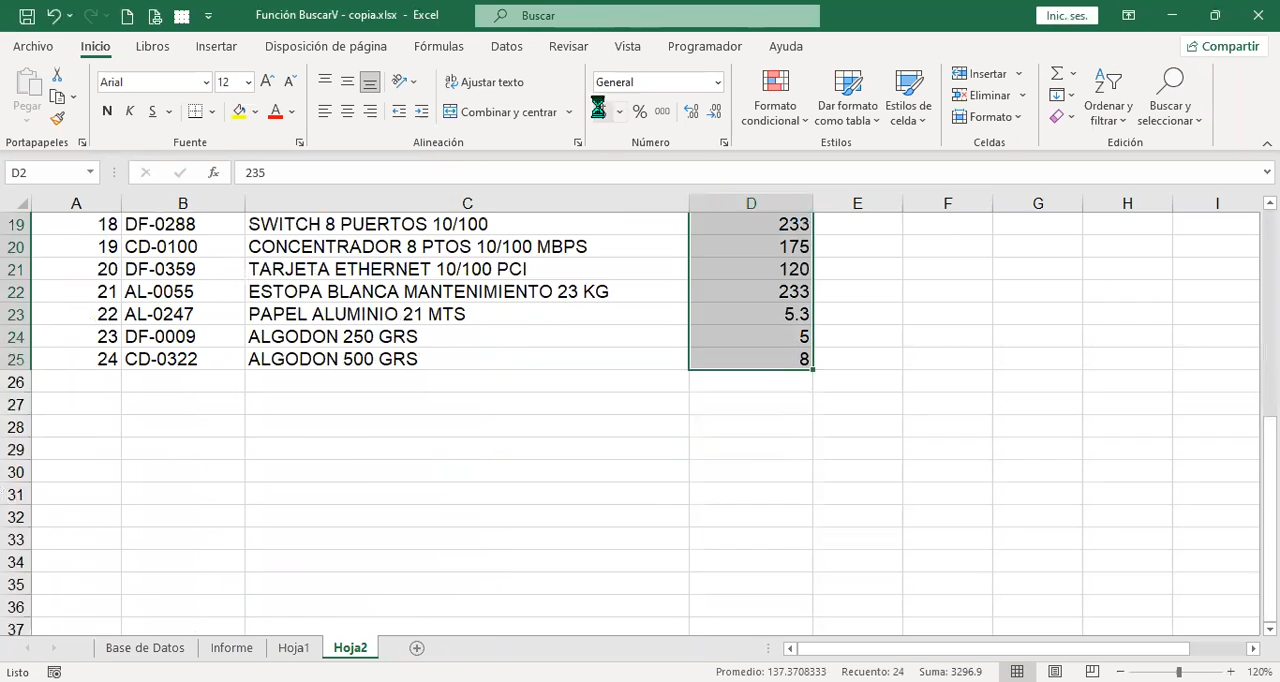 Función BuscarV - copia.xlsx - Excel
Buscar
Inic. ses.
Archivo Inicio Libros Insertar Disposición de página Fórmulas Datos Revisar Vista Programador Ayuda
Compartir
Pegar
Arial 12
N K S
Ajustar texto
Combinar y centrar
General
% 000
Formato condicional
Dar formato como tabla
Estilos de celda
Insertar
Eliminar
Formato
Ordenar y filtrar
Buscar y seleccionar
Portapapeles Fuente Alineación Número Estilos Celdas Edición
D2 fx 235
A B C D E F G H I
19 18 DF-0288 SWITCH 8 PUERTOS 10/100 233
20 19 CD-0100 CONCENTRADOR 8 PTOS 10/100 MBPS 175
21 20 DF-0359 TARJETA ETHERNET 10/100 PCI 120
22 21 AL-0055 ESTOPA BLANCA MANTENIMIENTO 23 KG 233
23 22 AL-0247 PAPEL ALUMINIO 21 MTS 5.3
24 23 DF-0009 ALGODON 250 GRS 5
25 24 CD-0322 ALGODON 500 GRS 8
26
27
28
29
30
31
32
33
34
35
36
37
Base de Datos Informe Hoja1 Hoja2
Listo Promedio: 137.3708333 Recuento: 24 Suma: 3296.9 120%